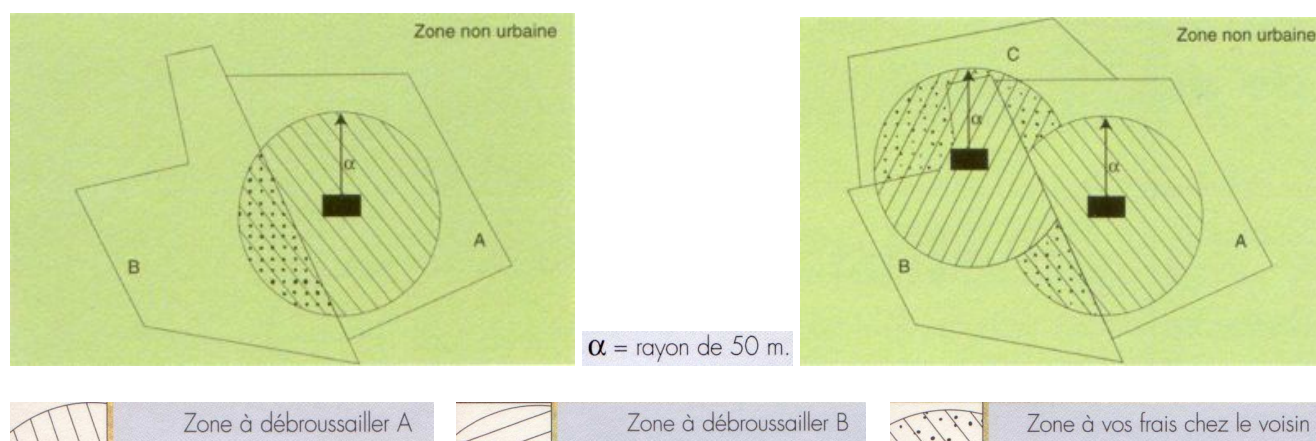 Zone non urbaine
α
A
B
α = rayon de 50 m.
Zone non urbaine
C
α
α
A
B
Zone à débroussailler A
Zone à débroussailler B
Zone à vos frais chez le voisin